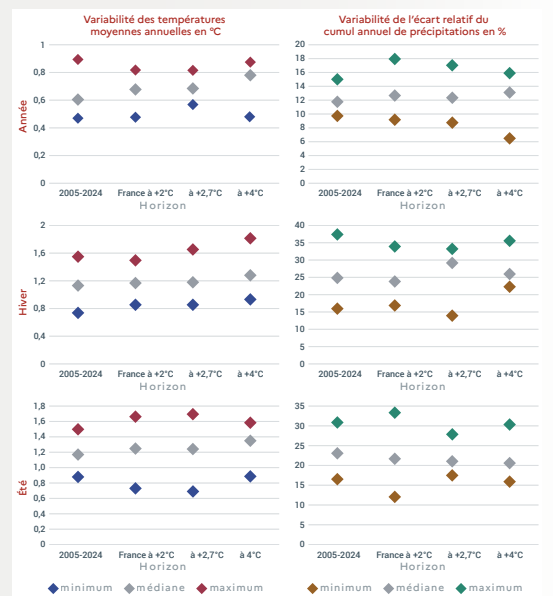 Variabilité des températures
moyennes annuelles en °C
Variabilité de l'écart relatif du
cumul annuel de précipitations en %
Année
1
0,8
0,6
0,4
0,2
0
2005-2024 France à +2°C à +2,7°C à +4°C
Horizon
20
18
16
14
12
10
8
6
4
2
0
2005-2024 France à +2°C à +2,7°C à +4°C
Horizon
Hiver
2
1,6
1,2
0,8
0,4
0
2005-2024 France à +2°C à +2,7°C à +4°C
Horizon
40
35
30
25
20
15
10
5
0
2005-2024 France à +2°C à +2,7°C à +4°C
Horizon
Été
1,8
1,6
1,4
1,2
1,0
0,8
0,6
0,4
0,2
0
2005-2024 France à +2°C à +2,7°C à 4°C
Horizon
35
30
25
20
15
10
5
0
2005-2024 France à +2°C à +2,7°C à +4°C
Horizon
minimum médiane maximum
minimum médiane maximum